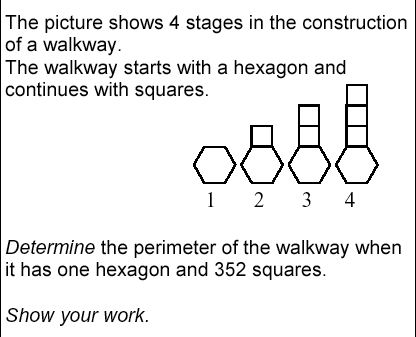 The picture shows 4 stages in the construction
of a walkway.
The walkway starts with a hexagon and
continues with squares.
1 2 3 4
Determine the perimeter of the walkway when
it has one hexagon and 352 squares.
Show your work.